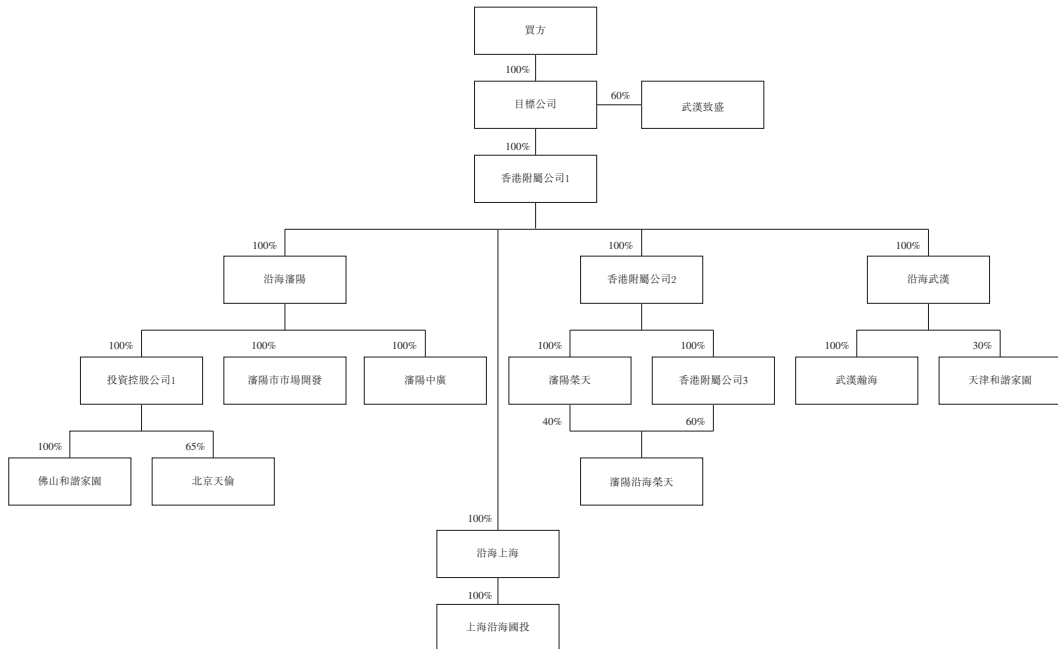 買方
100%
目標公司
60%
武漢致盛
100%
香港附屬公司1
100%
100%
100%
沿海瀋陽
香港附屬公司2
沿海武漢
100%
100%
100%
100%
100%
100%
30%
投資控股公司1
瀋陽市市場開發
瀋陽中廣
瀋陽榮天
香港附屬公司3
武漢瀚海
天津和諧家園
40%
60%
100%
65%
佛山和諧家園
北京天倫
瀋陽沿海榮天
100%
沿海上海
100%
上海沿海國投